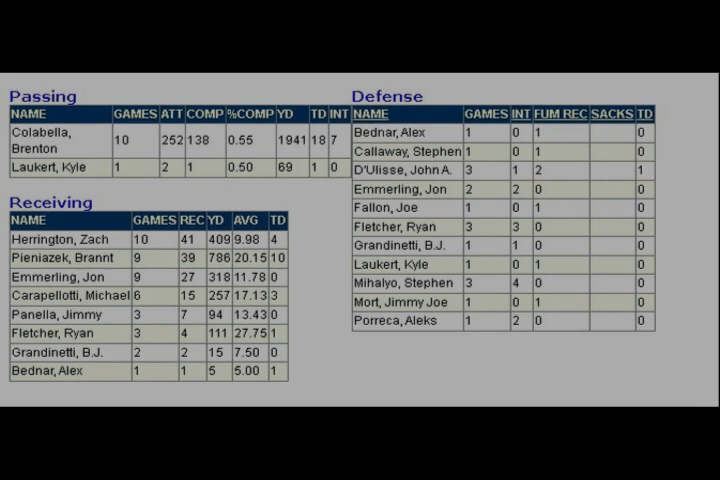 Passing
NAME GAMES ATT COMP %COMP YD TD INT
Colabella, Brenton 10 252 138 0.55 1941 18 7
Laukert, Kyle 1 2 1 0.50 69 1 0
Receiving
NAME GAMES REC YD AVG TD
Herrington, Zach 10 41 409 9.98 4
Pieniazek, Brannt 9 39 786 20.15 10
Emmerling, Jon 9 27 318 11.78 0
Carapellotti, Michael 6 15 257 17.13 3
Panella, Jimmy 3 7 94 13.43 0
Fletcher, Ryan 3 4 111 27.75 1
Grandinetti, B.J. 2 2 15 7.50 0
Bednar, Alex 1 1 5 5.00 1
Defense
NAME GAMES INT FUM REC SACKS TD
Bednar, Alex 1 0 1 0
Callaway, Stephen 1 0 1 0
D'Ulisse, John A. 3 1 2 1
Emmerling, Jon 2 2 0 0
Fallon, Joe 1 0 1 0
Fletcher, Ryan 3 3 0 0
Grandinetti, B.J. 1 1 0 0
Laukert, Kyle 1 0 1 0
Mihalyo, Stephen 3 4 0 0
Mort, Jimmy Joe 1 0 1 0
Porreca, Aleks 1 2 0 0